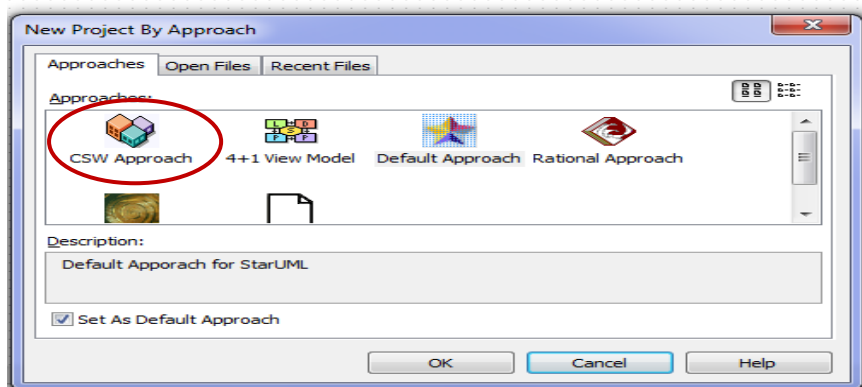 New Project By Approach
Approaches Open Files Recent Files
Approaches:
CSW Approach 4+1 View Model Default Approach Rational Approach
Description:
Default Apporach for StarUML
Set As Default Approach
OK Cancel Help